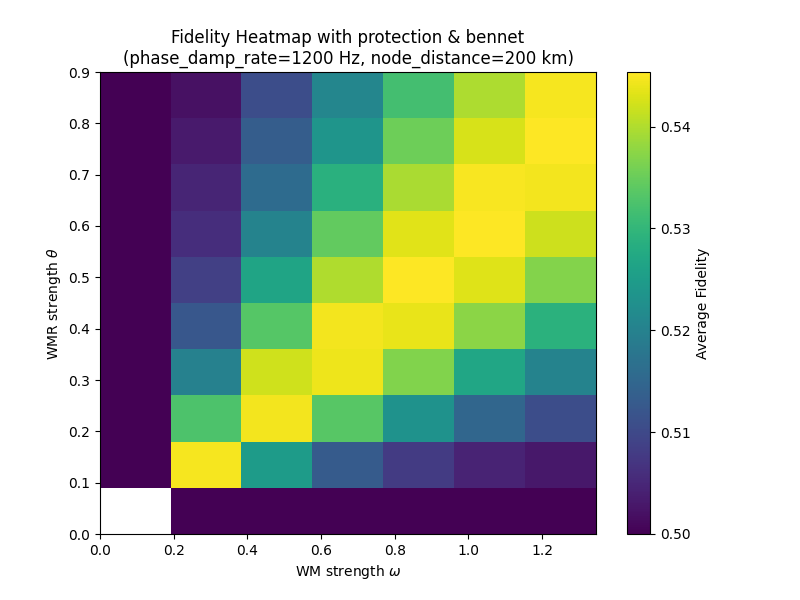 Fidelity Heatmap with protection & bennet
(phase_damp_rate=1200 Hz, node_distance=200 km)
0.9
0.8
0.7
0.6
0.5
0.4
0.3
0.2
0.1
0.0
WMR strength θ
0.0 0.2 0.4 0.6 0.8 1.0 1.2
WM strength ω
0.54
0.53
0.52
0.51
0.50
Average Fidelity